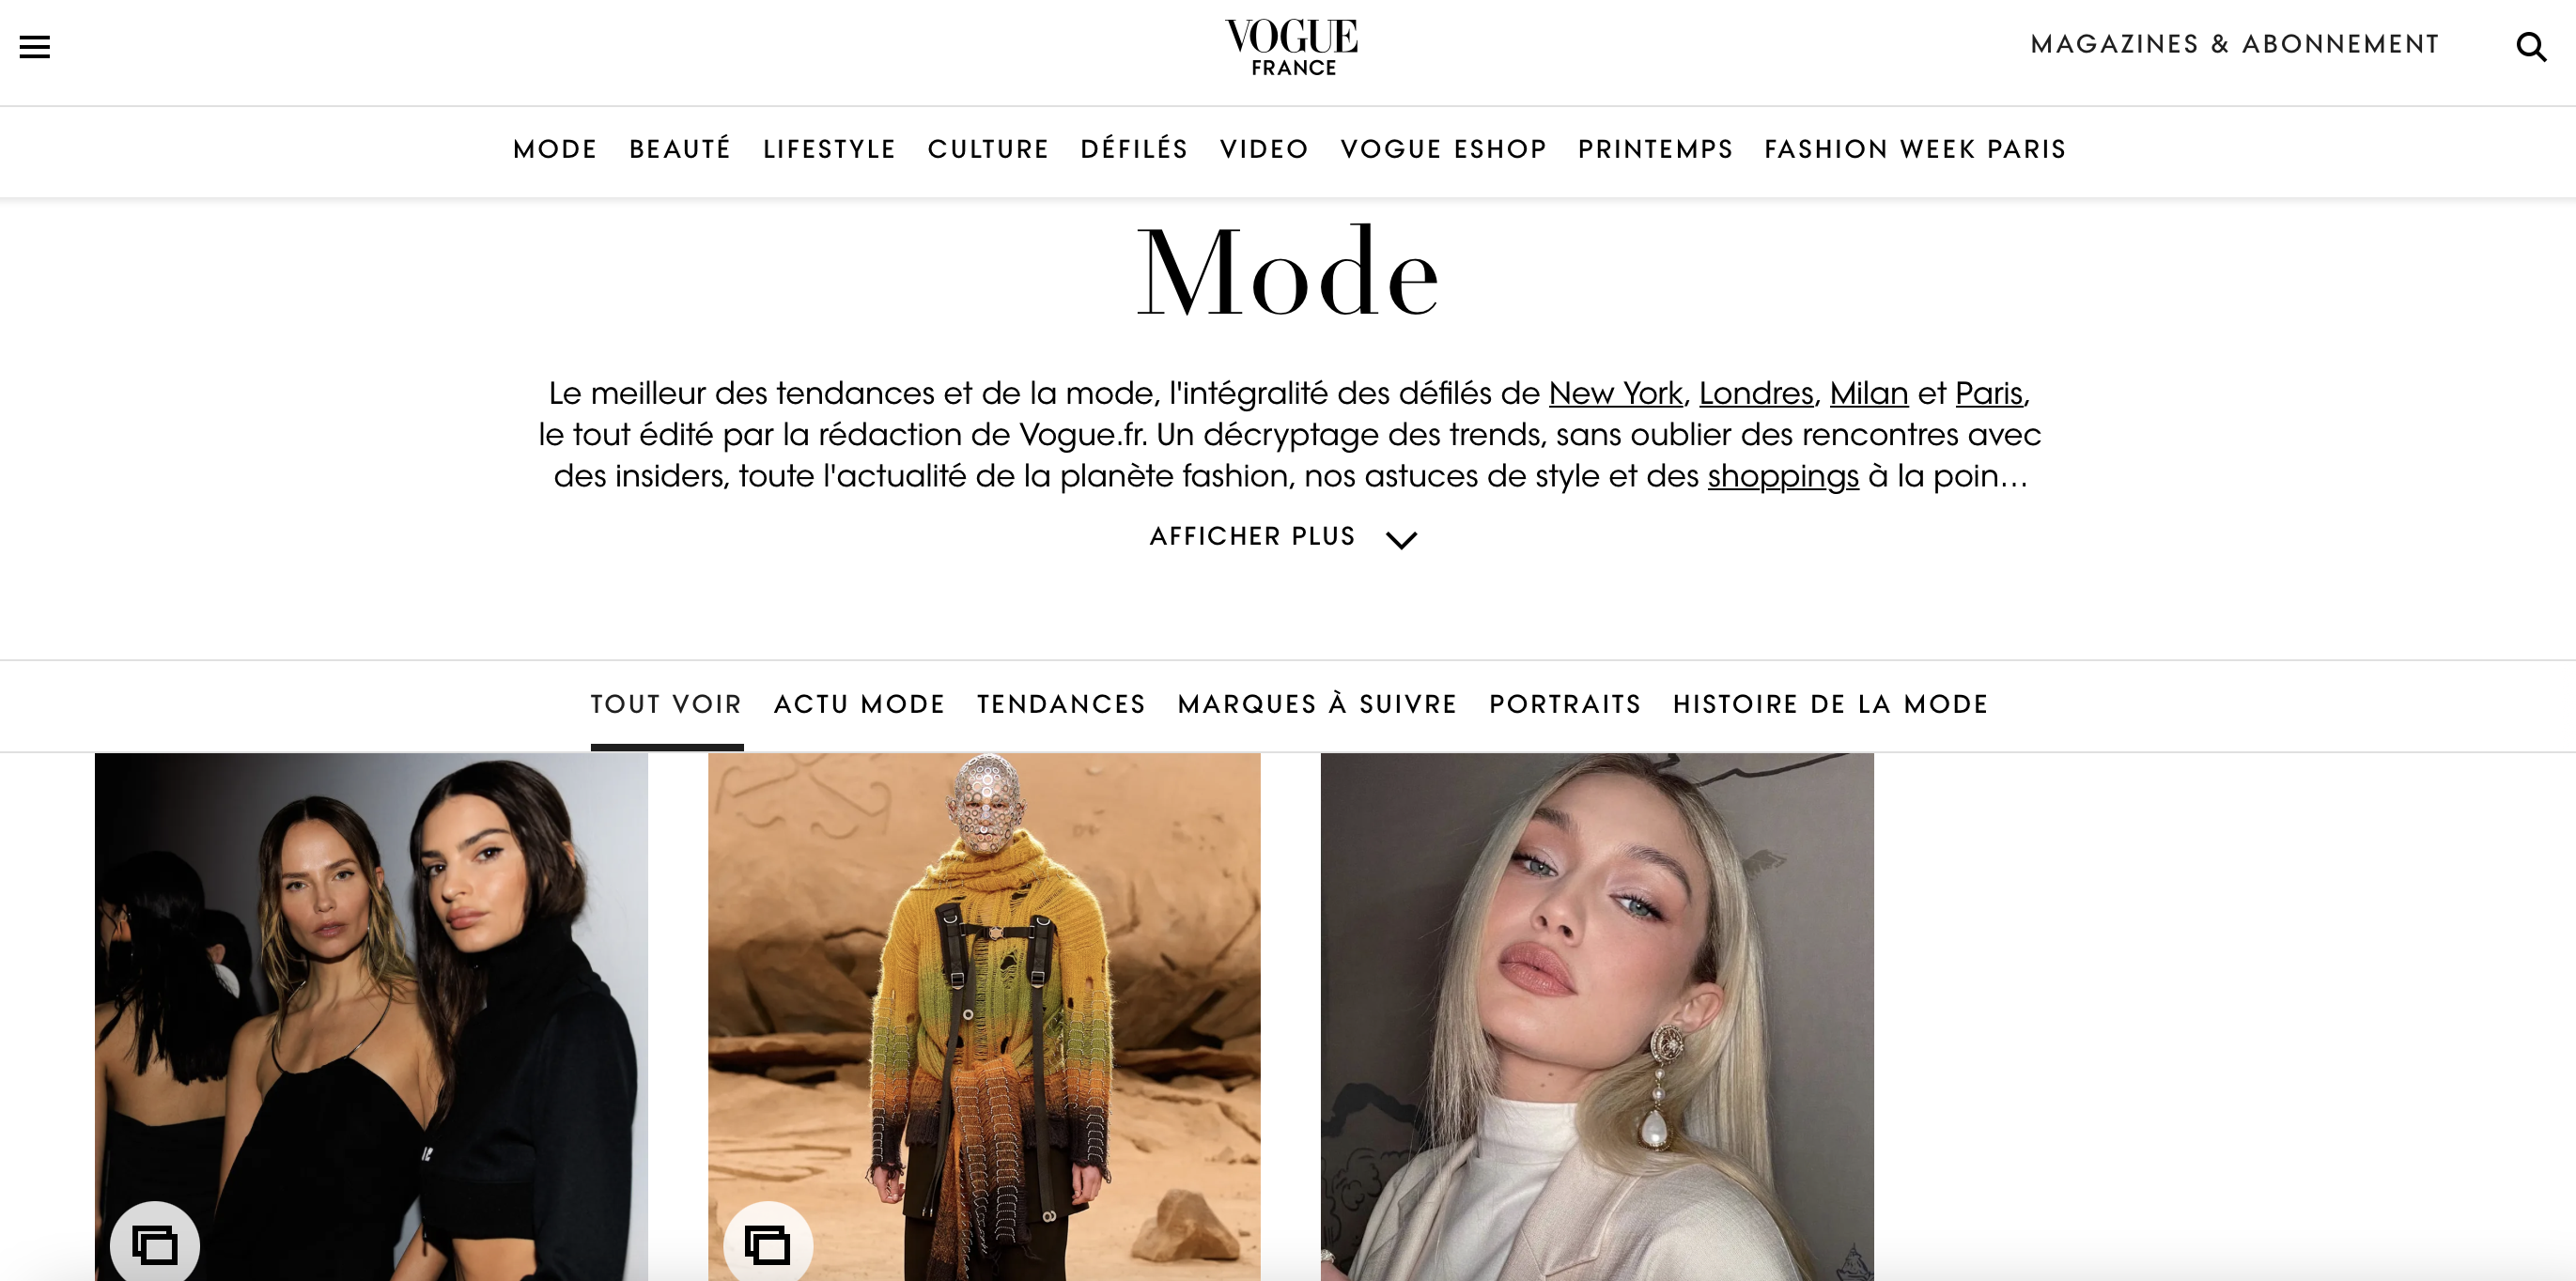 VOGUE
FRANCE
MAGAZINES & ABONNEMENT
MODE BEAUTÉ LIFESTYLE CULTURE DÉFILÉS VIDEO VOGUE ESHOP PRINTEMPS FASHION WEEK PARIS
Mode
Le meilleur des tendances et de la mode, l'intégralité des défilés de New York, Londres, Milan et Paris,
le tout édité par la rédaction de Vogue.fr. Un décryptage des trends, sans oublier des rencontres avec
des insiders, toute l'actualité de la planète fashion, nos astuces de style et des shoppings à la poin…
AFFICHER PLUS
TOUT VOIR ACTU MODE TENDANCES MARQUES À SUIVRE PORTRAITS HISTOIRE DE LA MODE